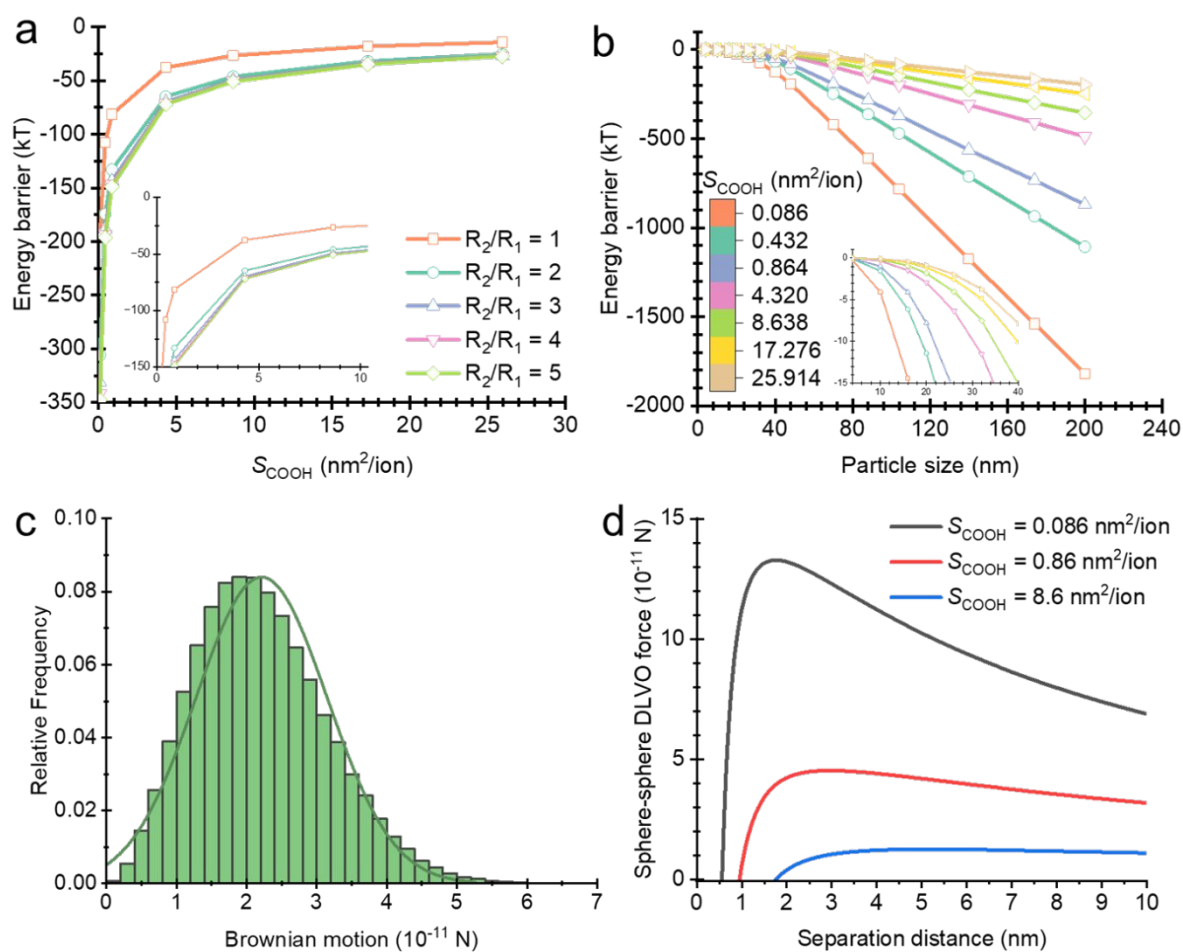 a
Energy barrier (kT)
0
-50
-100
-150
-200
-250
-300
-350
0 5 10 15 20 25 30
S_COOH (nm²/ion)
0
-50
-100
-150
5 10
R₂/R₁ = 1
R₂/R₁ = 2
R₂/R₁ = 3
R₂/R₁ = 4
R₂/R₁ = 5
b
Energy barrier (kT)
0
-500
-1000
-1500
-2000
0 40 80 120 160 200 240
Particle size (nm)
S_COOH (nm²/ion)
0.086
0.432
0.864
4.320
8.638
17.276
25.914
0
-5
-10
-15
10 20 30 40
c
Relative Frequency
0.10
0.08
0.06
0.04
0.02
0.00
0 1 2 3 4 5 6 7
Brownian motion (10⁻¹¹ N)
d
Sphere-sphere DLVO force (10⁻¹¹ N)
15
10
5
0
0 1 2 3 4 5 6 7 8 9 10
Separation distance (nm)
S_COOH = 0.086 nm²/ion
S_COOH = 0.86 nm²/ion
S_COOH = 8.6 nm²/ion